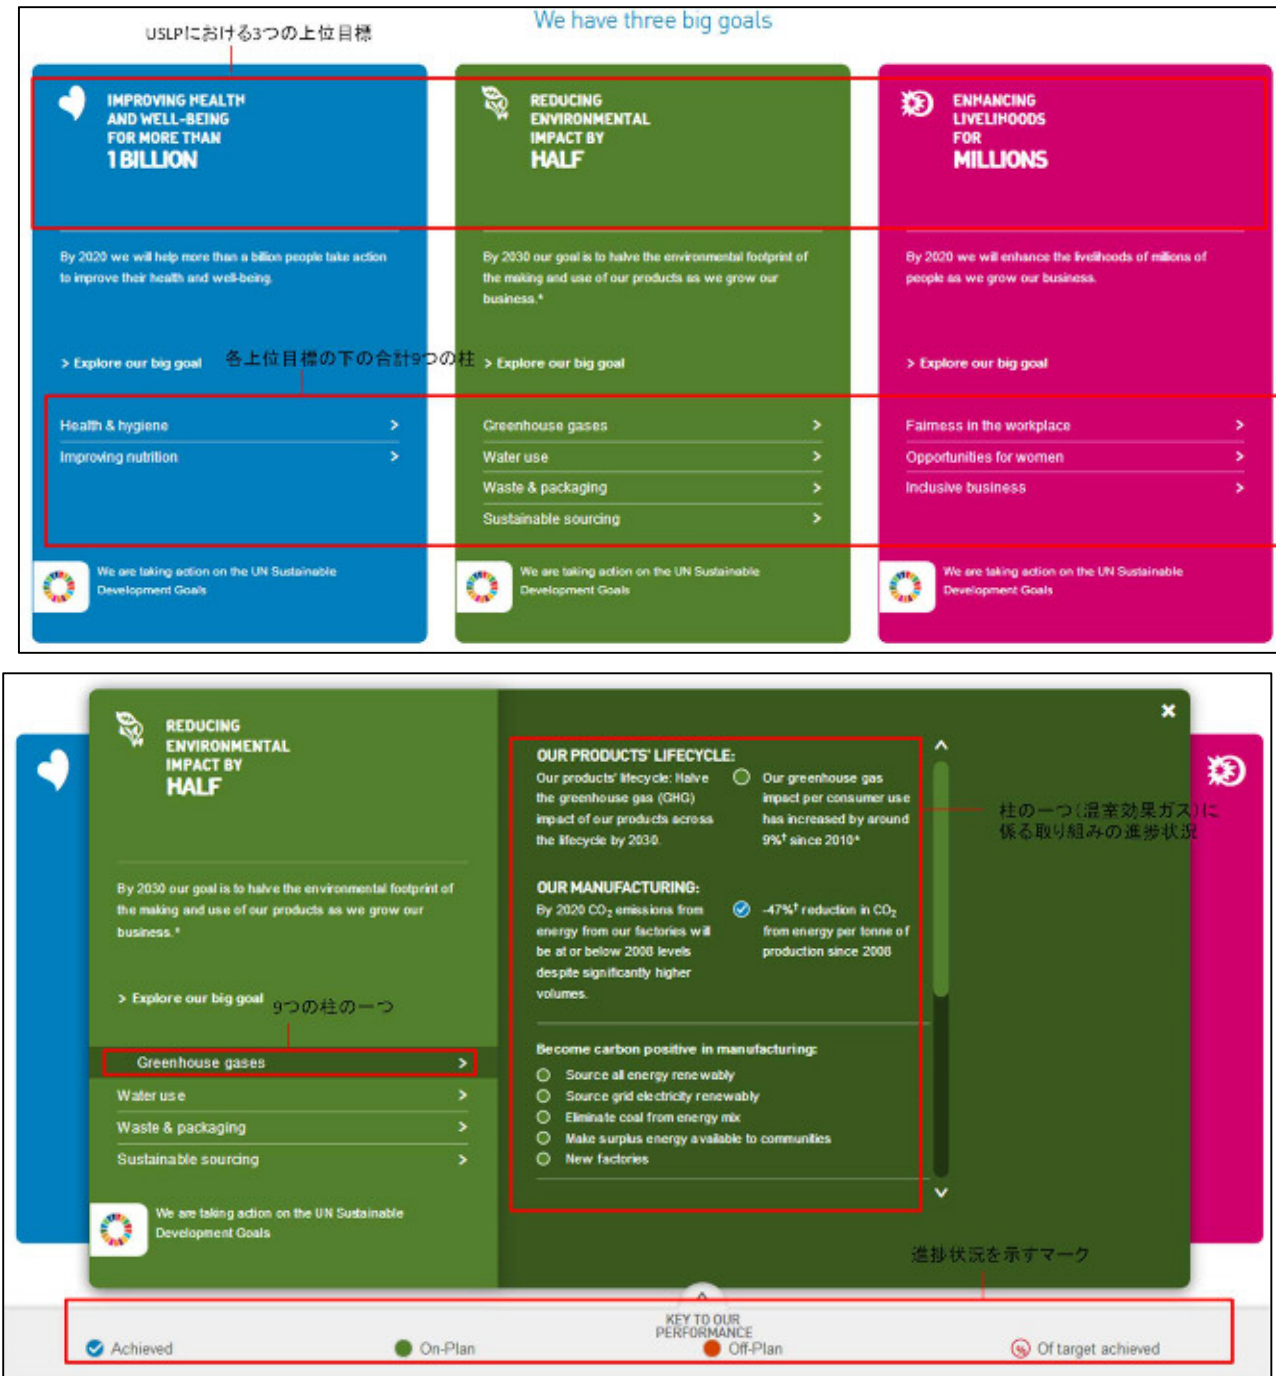 We have three big goals
USLPにおける3つの上位目標
IMPROVING HEALTH
AND WELL-BEING
FOR MORE THAN
1 BILLION
By 2020 we will help more than a billion people take action
to improve their health and well-being.
> Explore our big goal
各上位目標の下の合計9つの柱
Health & hygiene >
Improving nutrition >
We are taking action on the UN Sustainable
Development Goals
REDUCING
ENVIRONMENTAL
IMPACT BY
HALF
By 2030 our goal is to halve the environmental footprint of
the making and use of our products as we grow our
business.*
> Explore our big goal
Greenhouse gases >
Water use >
Waste & packaging >
Sustainable sourcing >
We are taking action on the UN Sustainable
Development Goals
ENHANCING
LIVELIHOODS
FOR
MILLIONS
By 2020 we will enhance the livelihoods of millions of
people as we grow our business.
> Explore our big goal
Fairness in the workplace >
Opportunities for women >
Inclusive business >
We are taking action on the UN Sustainable
Development Goals
REDUCING
ENVIRONMENTAL
IMPACT BY
HALF
By 2030 our goal is to halve the environmental footprint of
the making and use of our products as we grow our
business.*
> Explore our big goal
9つの柱の一つ
Greenhouse gases >
Water use >
Waste & packaging >
Sustainable sourcing >
We are taking action on the UN Sustainable
Development Goals
OUR PRODUCTS' LIFECYCLE:
Our products' lifecycle: Halve
the greenhouse gas (GHG)
impact of our products across
the lifecycle by 2030.
Our greenhouse gas
impact per consumer use
has increased by around
9%† since 2010*
OUR MANUFACTURING:
By 2020 CO₂ emissions from
energy from our factories will
be at or below 2008 levels
despite significantly higher
volumes.
-47%† reduction in CO₂
from energy per tonne of
production since 2008
Become carbon positive in manufacturing:
Source all energy renewably
Source grid electricity renewably
Eliminate coal from energy mix
Make surplus energy available to communities
New factories
柱の一つ(温室効果ガス)に
係る取り組みの進捗状況
進捗状況を示すマーク
KEY TO OUR
PERFORMANCE
Achieved
On-Plan
Off-Plan
% Of target achieved